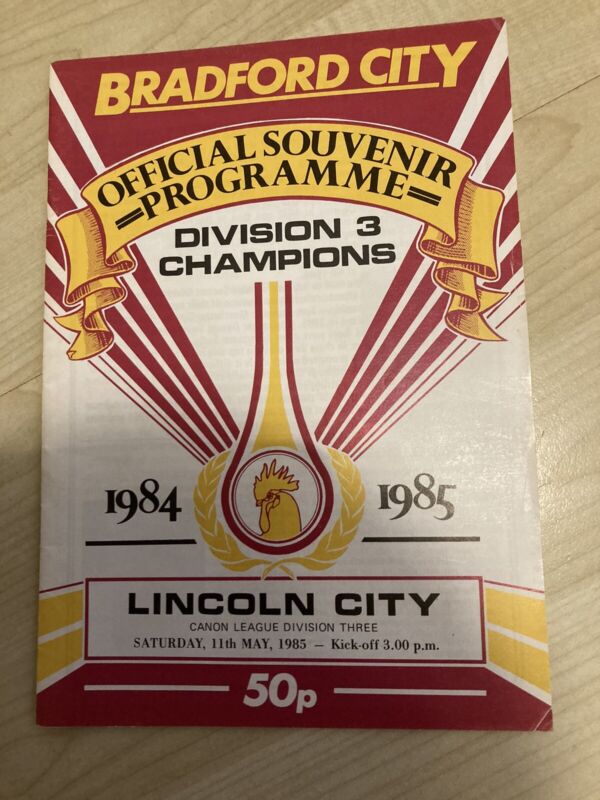 BRADFORD CITY
OFFICIAL SOUVENIR
=PROGRAMME=
DIVISION 3
CHAMPIONS
1984 1985
LINCOLN CITY
CANON LEAGUE DIVISION THREE
SATURDAY, 11th MAY, 1985 — Kick-off 3.00 p.m.
50p